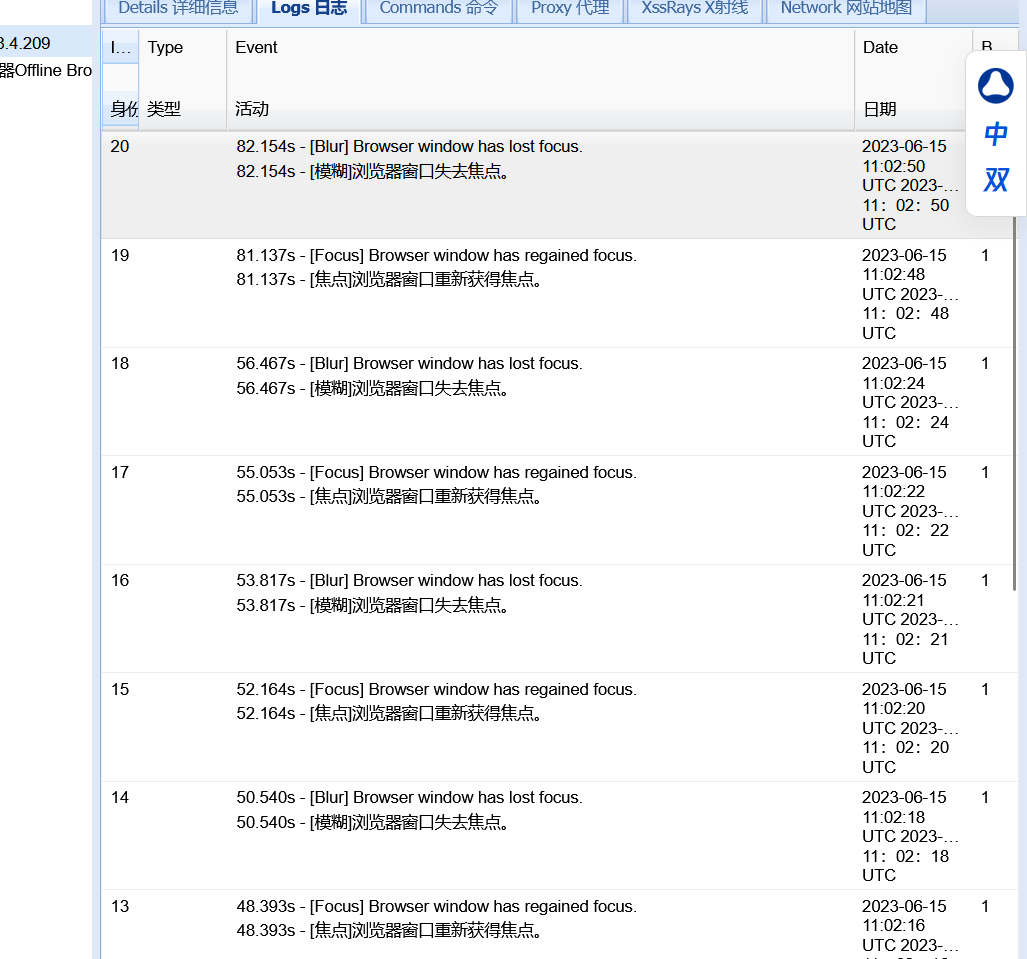 Details 详细信息 Logs 日志 Commands 命令 Proxy 代理 XssRays X射线 Network 网站地图
3.4.209
器Offline Bro
I... Type Event Date B
身份 类型 活动 日期
中
双
20 82.154s - [Blur] Browser window has lost focus. 2023-06-15
82.154s - [模糊]浏览器窗口失去焦点。 11:02:50
UTC 2023-...
11：02：50
UTC
19 81.137s - [Focus] Browser window has regained focus. 2023-06-15 1
81.137s - [焦点]浏览器窗口重新获得焦点。 11:02:48
UTC 2023-...
11：02：48
UTC
18 56.467s - [Blur] Browser window has lost focus. 2023-06-15 1
56.467s - [模糊]浏览器窗口失去焦点。 11:02:24
UTC 2023-...
11：02：24
UTC
17 55.053s - [Focus] Browser window has regained focus. 2023-06-15 1
55.053s - [焦点]浏览器窗口重新获得焦点。 11:02:22
UTC 2023-...
11：02：22
UTC
16 53.817s - [Blur] Browser window has lost focus. 2023-06-15 1
53.817s - [模糊]浏览器窗口失去焦点。 11:02:21
UTC 2023-...
11：02：21
UTC
15 52.164s - [Focus] Browser window has regained focus. 2023-06-15 1
52.164s - [焦点]浏览器窗口重新获得焦点。 11:02:20
UTC 2023-...
11：02：20
UTC
14 50.540s - [Blur] Browser window has lost focus. 2023-06-15 1
50.540s - [模糊]浏览器窗口失去焦点。 11:02:18
UTC 2023-...
11：02：18
UTC
13 48.393s - [Focus] Browser window has regained focus. 2023-06-15 1
48.393s - [焦点]浏览器窗口重新获得焦点。 11:02:16
UTC 2023-...